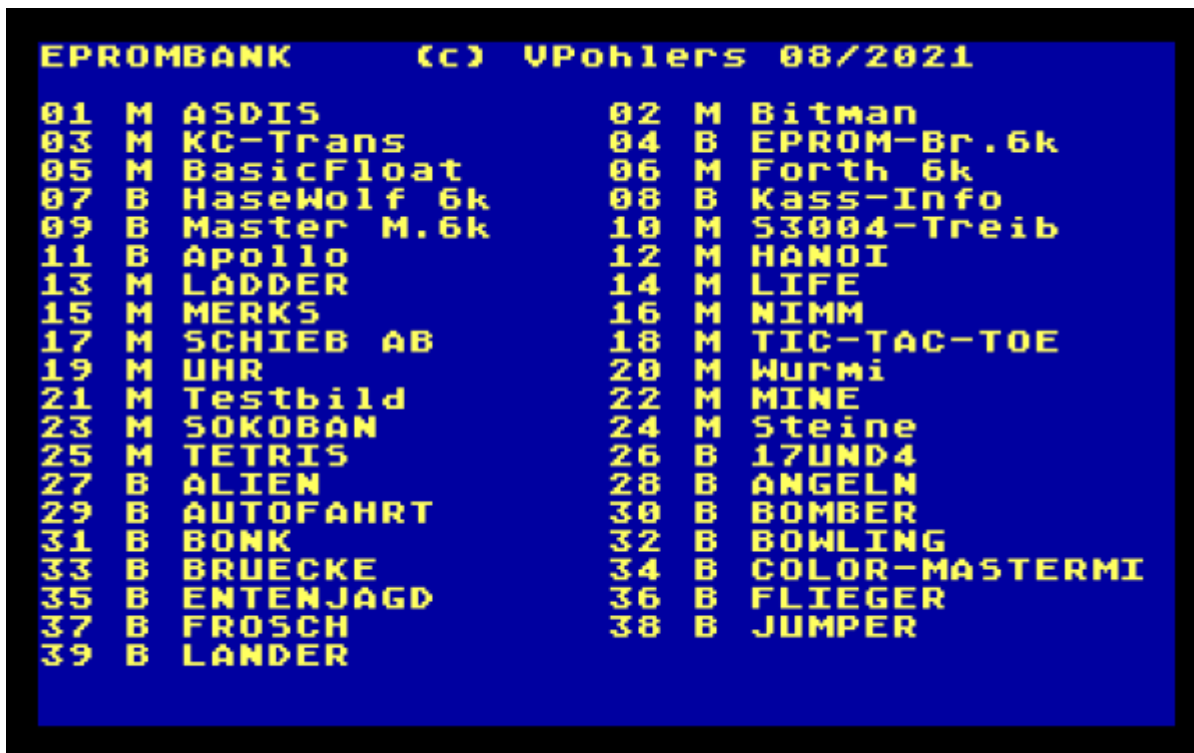 EPROMBANK (c) VPohlers 08/2021
01 M ASDIS 02 M Bitman
03 M KC-Trans 04 B EPROM-Br.6k
05 M BasicFloat 06 M Forth 6k
07 B HaseWolf 6k 08 B Kass-Info
09 B Master M.6k 10 M S3004-Treib
11 B Apollo 12 M HANOI
13 M LADDER 14 M LIFE
15 M MERKS 16 M NIMM
17 M SCHIEB AB 18 M TIC-TAC-TOE
19 M UHR 20 M Wurmi
21 M Testbild 22 M MINE
23 M SOKOBAN 24 M Steine
25 M TETRIS 26 B 17UND4
27 B ALIEN 28 B ANGELN
29 B AUTOFAHRT 30 B BOMBER
31 B BONK 32 B BOWLING
33 B BRUECKE 34 B COLOR-MASTERMI
35 B ENTENJAGD 36 B FLIEGER
37 B FROSCH 38 B JUMPER
39 B LANDER